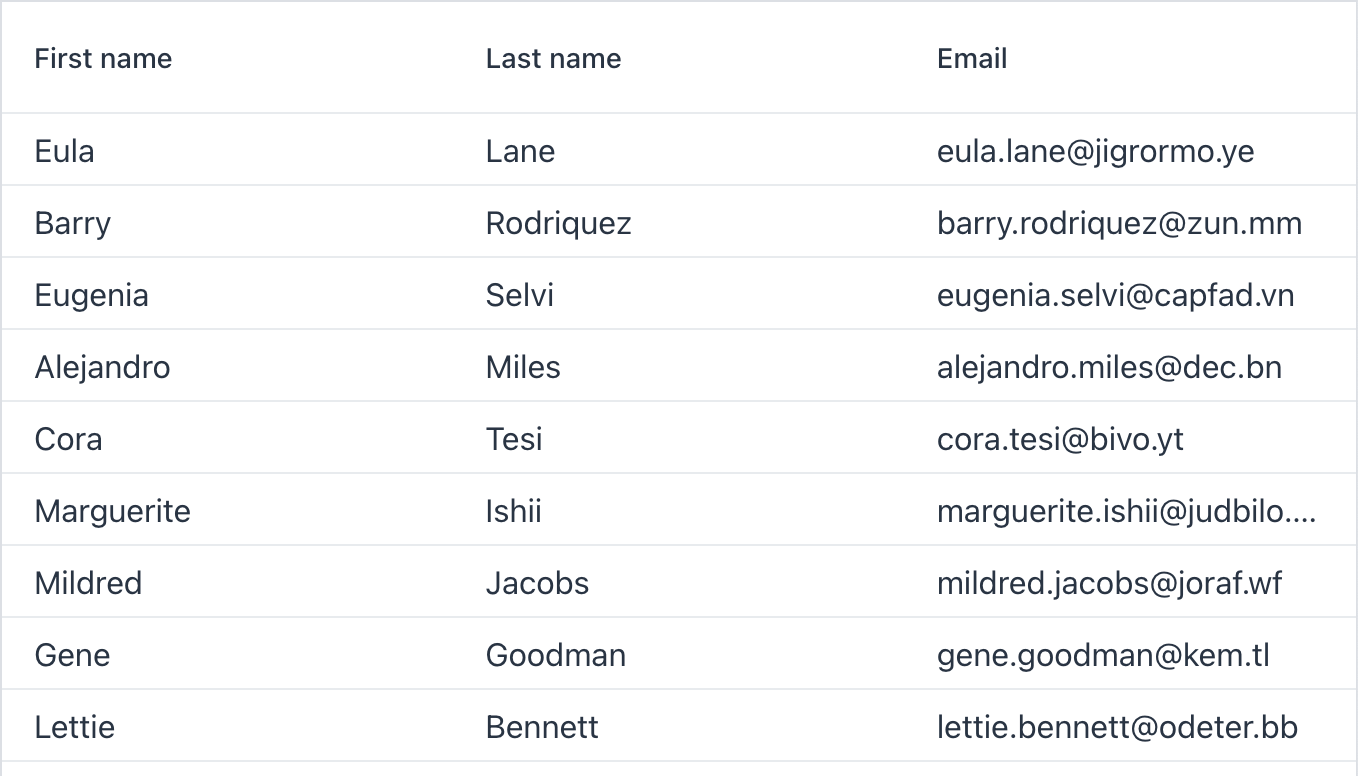 First name Last name Email
Eula Lane eula.lane@jigrormo.ye
Barry Rodriquez barry.rodriquez@zun.mm
Eugenia Selvi eugenia.selvi@capfad.vn
Alejandro Miles alejandro.miles@dec.bn
Cora Tesi cora.tesi@bivo.yt
Marguerite Ishii marguerite.ishii@judbilo....
Mildred Jacobs mildred.jacobs@joraf.wf
Gene Goodman gene.goodman@kem.tl
Lettie Bennett lettie.bennett@odeter.bb